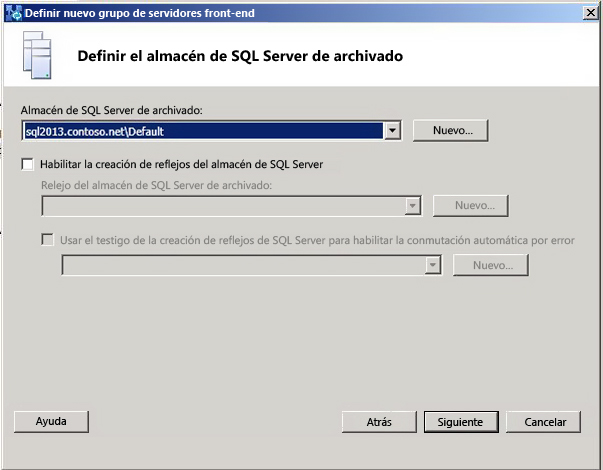 Definir nuevo grupo de servidores front-end
Definir el almacén de SQL Server de archivado
Almacén de SQL Server de archivado:
sql2013.contoso.net\Default
Nuevo...
Habilitar la creación de reflejos del almacén de SQL Server
Relejo del almacén de SQL Server de archivado:
Nuevo...
Usar el testigo de la creación de reflejos de SQL Server para habilitar la conmutación automática por error
Nuevo...
Ayuda
Atrás
Siguiente
Cancelar